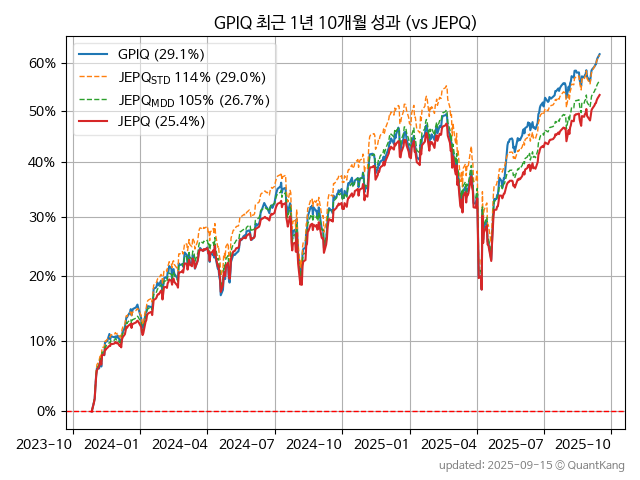 GPIQ 최근 1년 10개월 성과 (vs JEPQ)
GPIQ (29.1%)
JEPQSTD 114% (29.0%)
JEPQMDD 105% (26.7%)
JEPQ (25.4%)
60%
50%
40%
30%
20%
10%
0%
2023-10 2024-01 2024-04 2024-07 2024-10 2025-01 2025-04 2025-07 2025-10
updated: 2025-09-15 © QuantKang